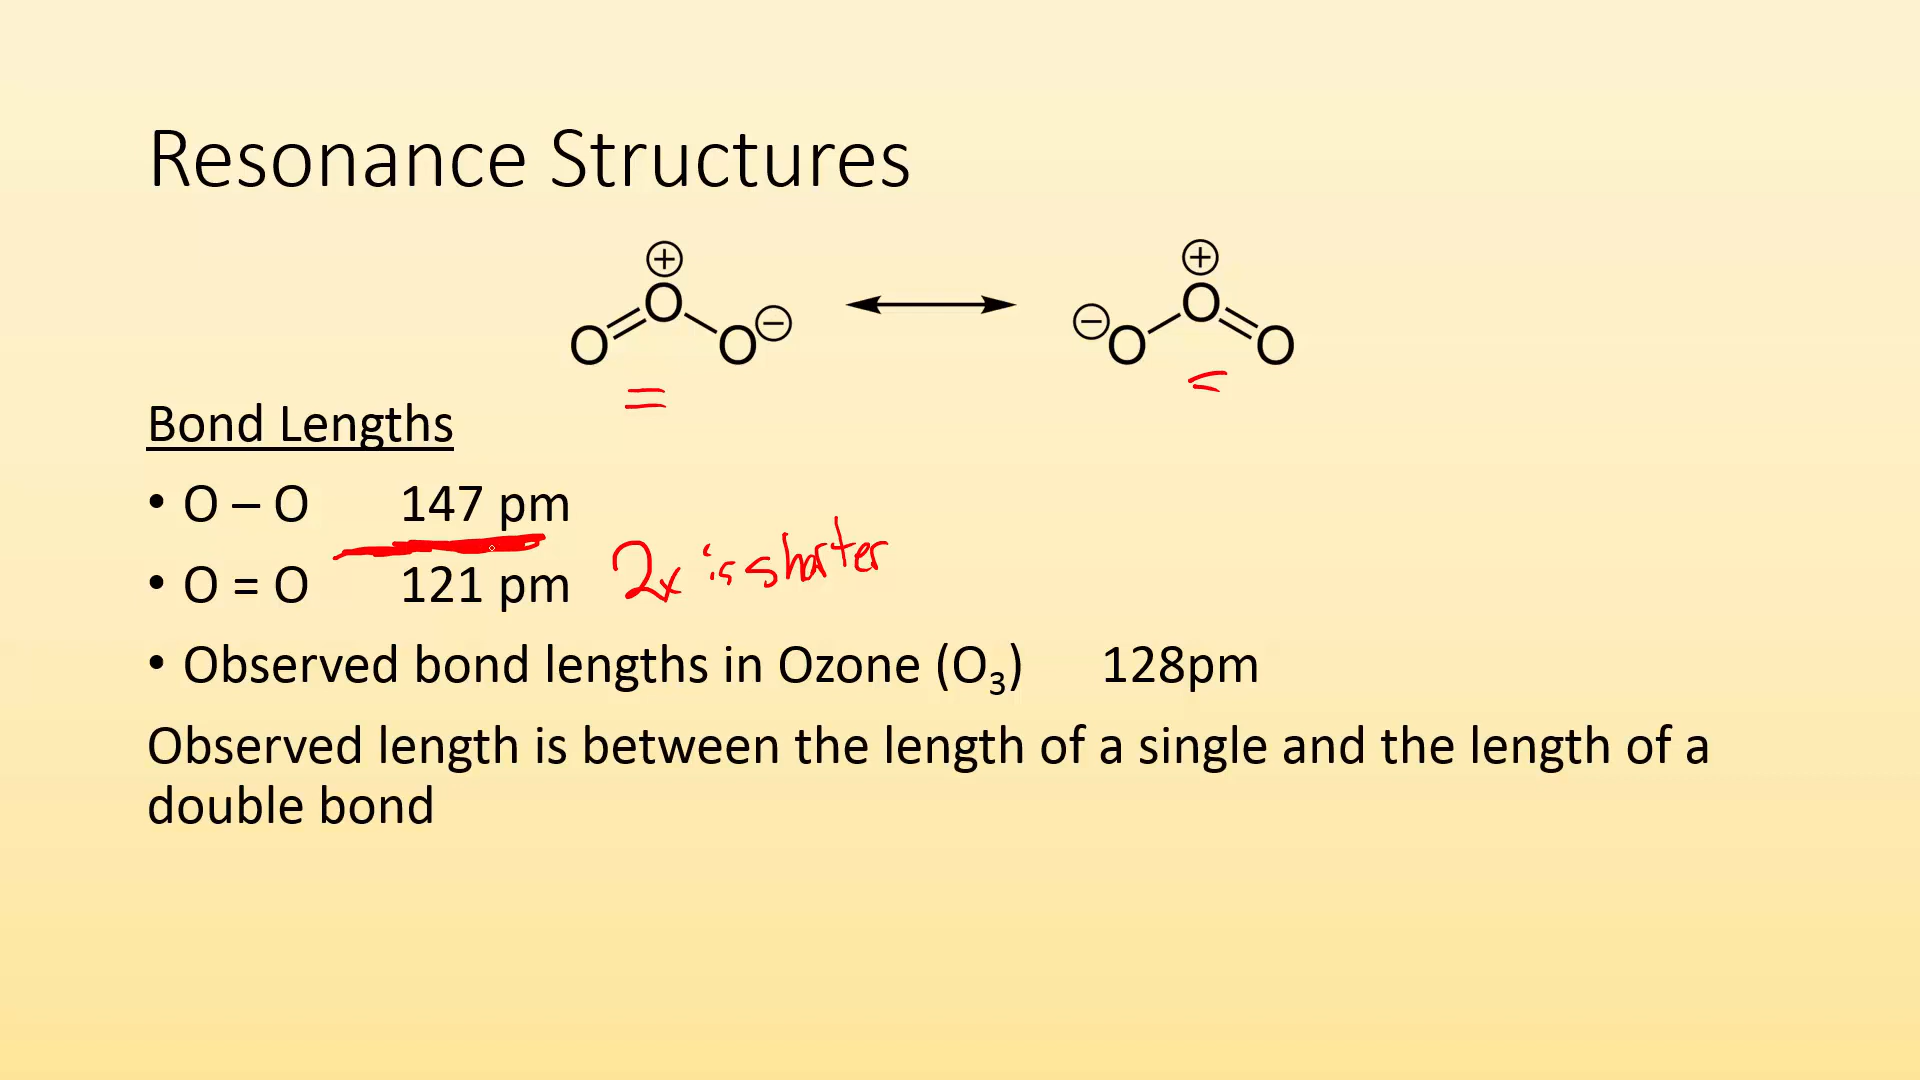 Resonance Structures
⊕ ⊕
O=O–O⊖ ↔ ⊖O–O=O
= =
Bond Lengths
• O – O 147 pm
• O = O 121 pm 2x is shorter
• Observed bond lengths in Ozone (O₃) 128pm
Observed length is between the length of a single and the length of a
double bond